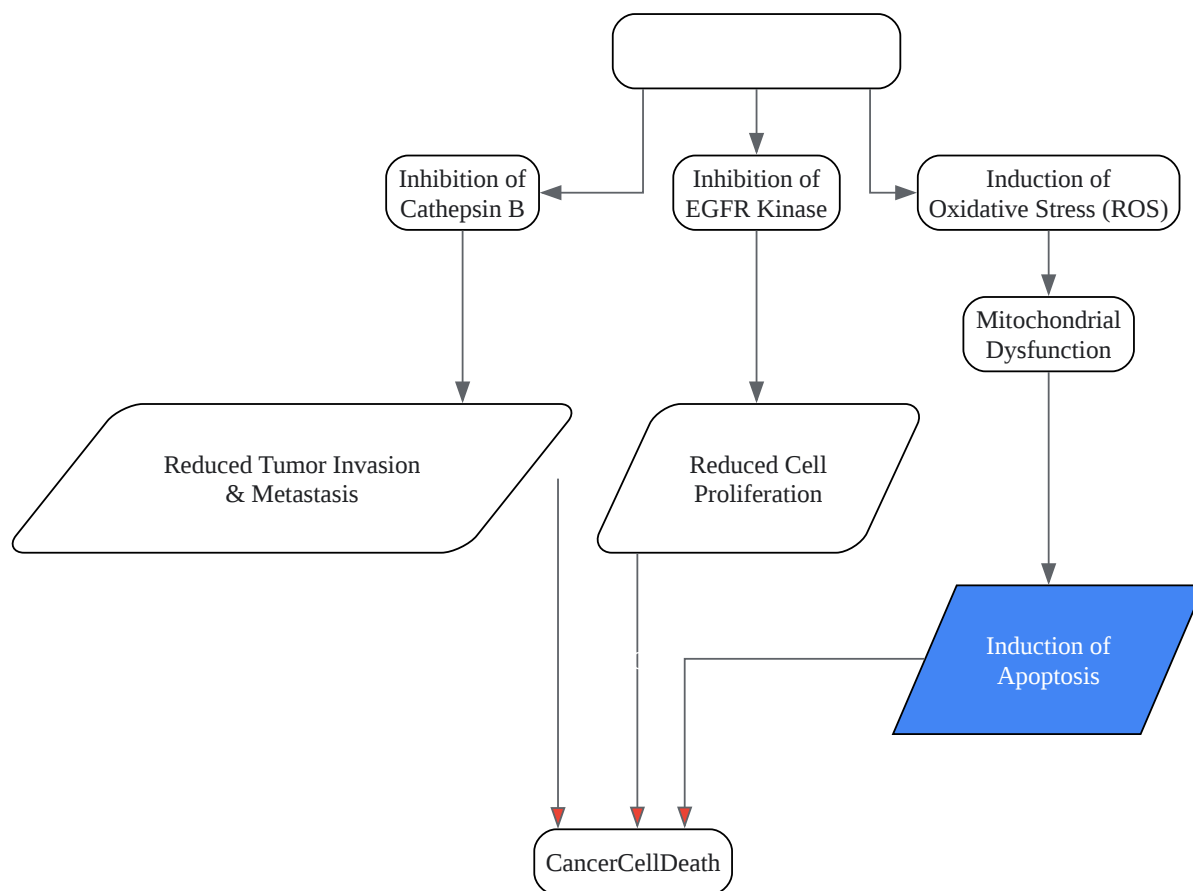 Inhibition of
Cathepsin B
Inhibition of
EGFR Kinase
Induction of
Oxidative Stress (ROS)
Mitochondrial
Dysfunction
Reduced Tumor Invasion
& Metastasis
Reduced Cell
Proliferation
Induction of
Apoptosis
CancerCellDeath